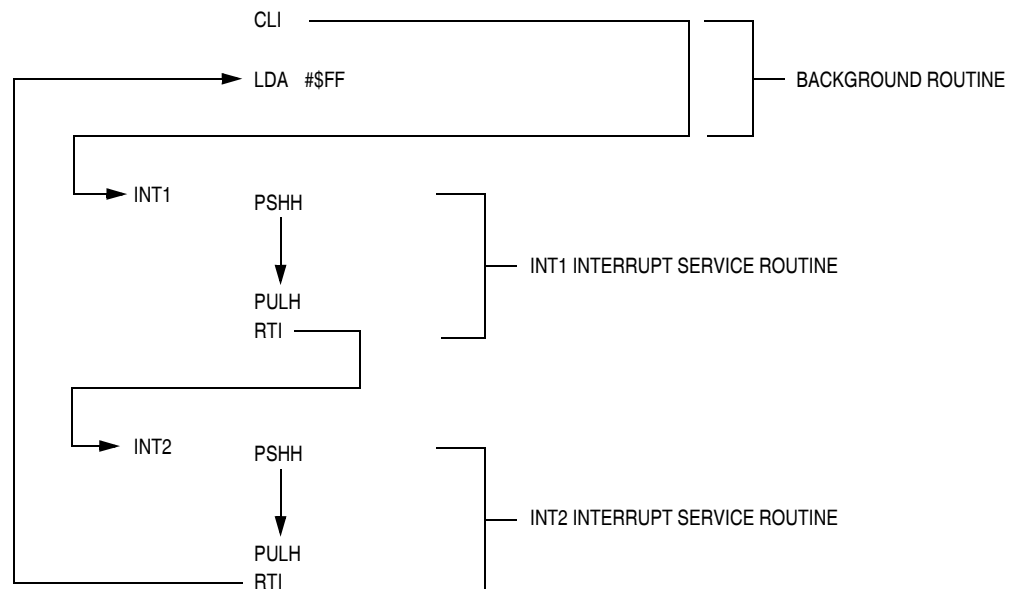 CLI
LDA #$FF
BACKGROUND ROUTINE
INT1
PSHH
INT1 INTERRUPT SERVICE ROUTINE
PULH
RTI
INT2
PSHH
INT2 INTERRUPT SERVICE ROUTINE
PULH
RTI